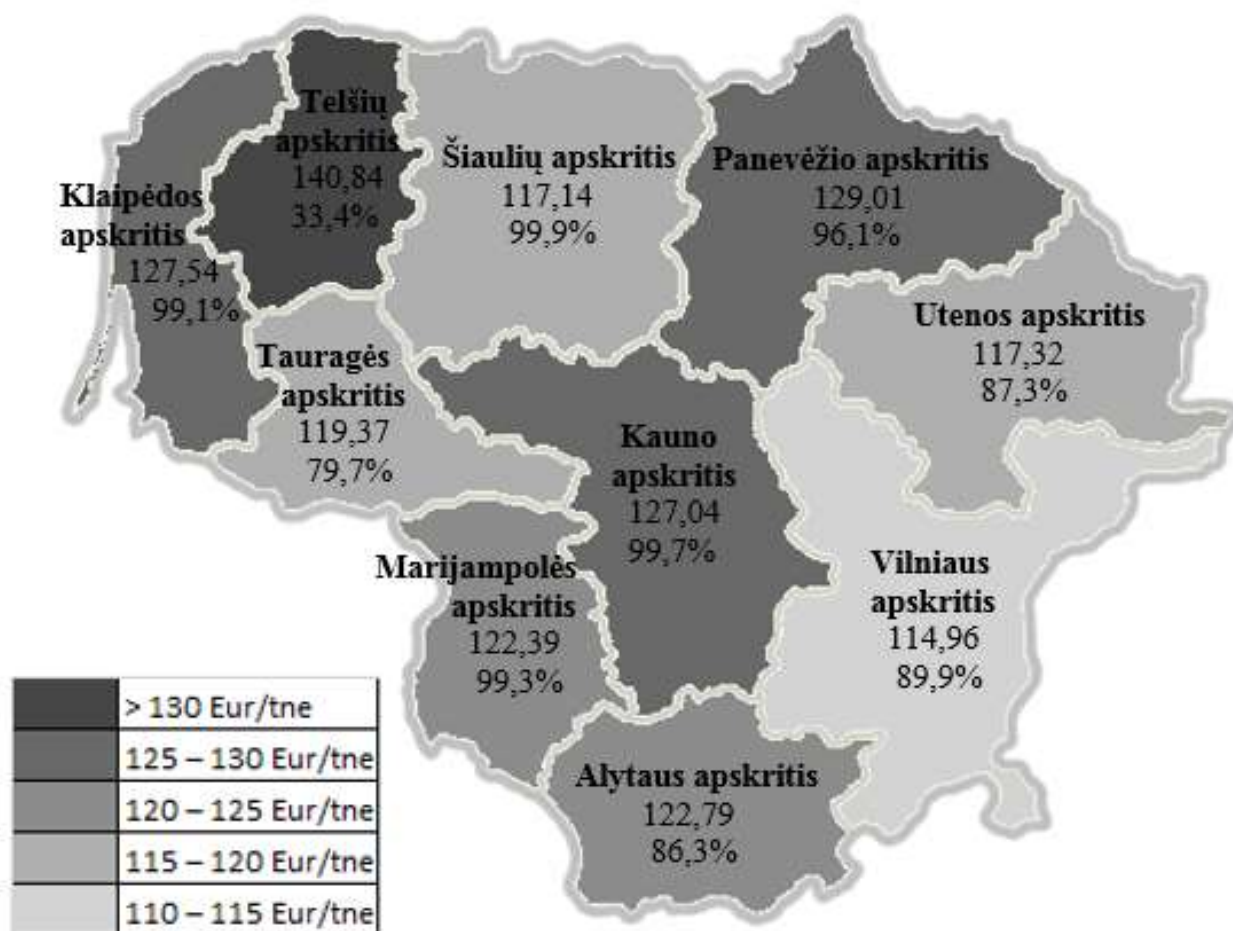 Telšių
apskritis
140,84
33,4%
Šiaulių apskritis
117,14
99,9%
Panevėžio apskritis
129,01
96,1%
Klaipėdos
apskritis
127,54
99,1%
Utenos apskritis
117,32
87,3%
Tauragės
apskritis
119,37
79,7%
Kauno
apskritis
127,04
99,7%
Marijampolės
apskritis
122,39
99,3%
Vilniaus
apskritis
114,96
89,9%
Alytaus apskritis
122,79
86,3%
> 130 Eur/tne
125 – 130 Eur/tne
120 – 125 Eur/tne
115 – 120 Eur/tne
110 – 115 Eur/tne